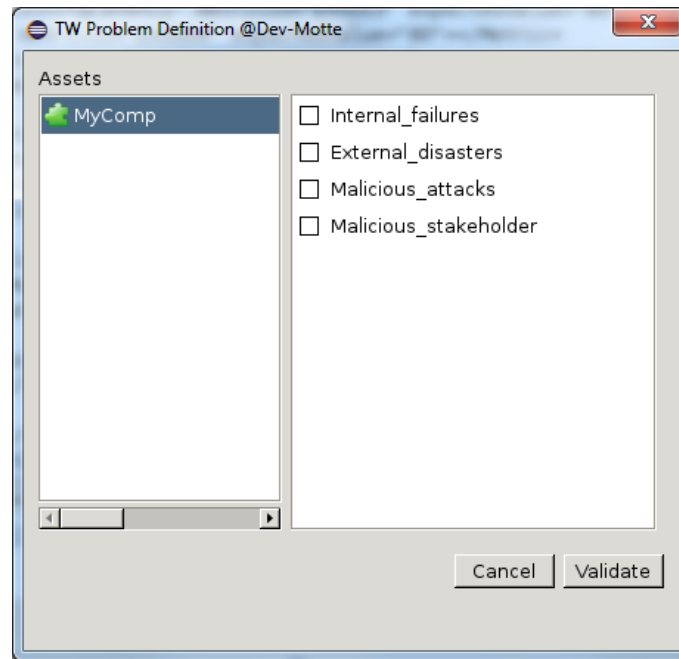 TW Problem Definition @Dev-Motte
Assets
MyComp
Internal_failures
External_disasters
Malicious_attacks
Malicious_stakeholder
Cancel Validate